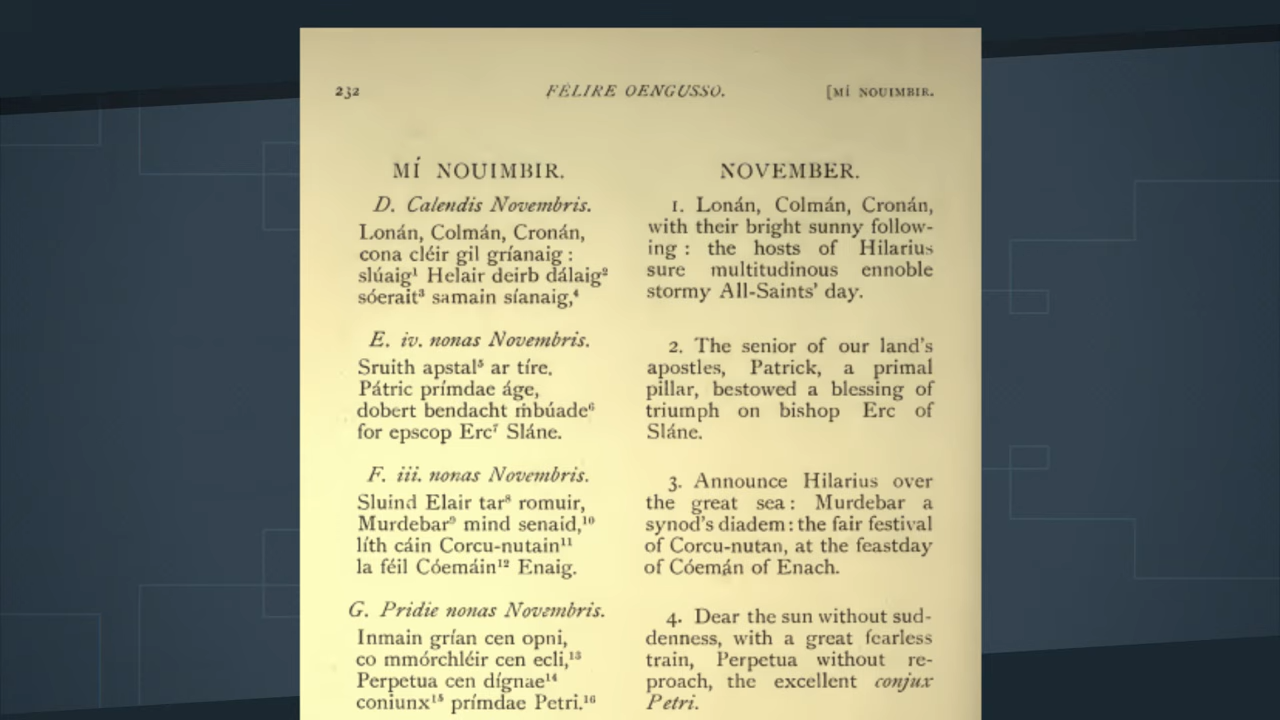 232
FÉLIRE OENGUSSO.
[MÍ NOUIMBIR.
MÍ NOUIMBIR.
D. Calendis Novembris.
Lonán, Colmán, Cronán,
cona cléir gil gríanaig :
slúaig¹ Helair deirb dálaig²
sóerait³ samain síanaig,⁴
E. iv. nonas Novembris.
Sruith apstal⁵ ar tíre,
Pátric prímdae áge,
dobert bendacht ṁbúade⁶
for epscop Erc⁷ Sláne.
F. iii. nonas Novembris.
Sluind Elair tar⁸ romuir,
Murdebar⁹ mind senaid,¹⁰
líth cáin Corcu-nutain¹¹
la féil Cóemáin¹² Enaig.
G. Pridie nonas Novembris.
Inmain grían cen opni,
co mmórchléir cen ecli,¹³
Perpetua cen dígnae¹⁴
coniunx¹⁵ prímdae Petri.¹⁶
NOVEMBER.
1. Lonán, Colmán, Cronán,
with their bright sunny follow-
ing : the hosts of Hilarius
sure multitudinous ennoble
stormy All-Saints' day.
2. The senior of our land's
apostles, Patrick, a primal
pillar, bestowed a blessing of
triumph on bishop Erc of
Sláne.
3. Announce Hilarius over
the great sea : Murdebar a
synod's diadem : the fair festival
of Corcu-nutan, at the feastday
of Cóemán of Enach.
4. Dear the sun without sud-
denness, with a great fearless
train, Perpetua without re-
proach, the excellent conjux
Petri.